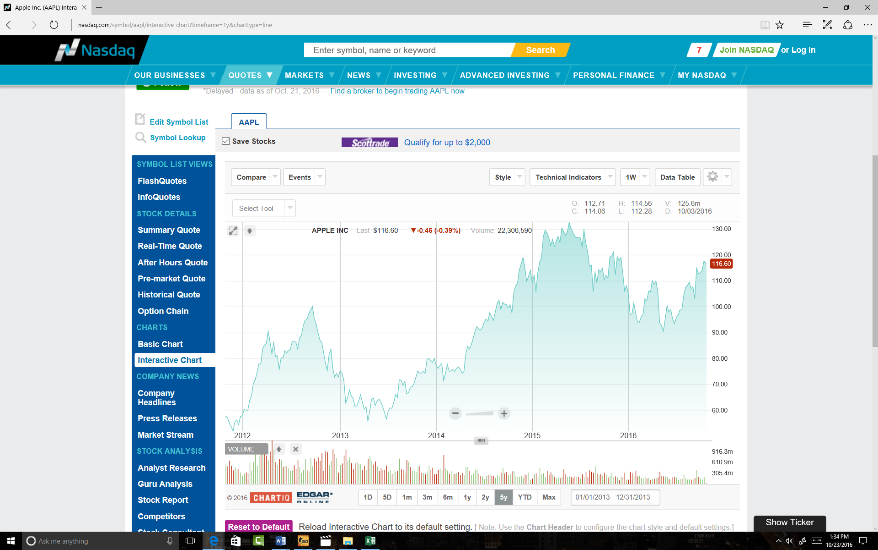 Apple Inc. (AAPL) Intera
nasdaq.com/symbol/aapl/interactive-chart?timeframe=1y&charttype=line
Nasdaq
Enter symbol, name or keyword
Search
7
Join NASDAQ or Log In
OUR BUSINESSES
QUOTES
MARKETS
NEWS
INVESTING
ADVANCED INVESTING
PERSONAL FINANCE
MY NASDAQ
*Delayed - data as of Oct. 21, 2016 - Find a broker to begin trading AAPL now
Edit Symbol List
Symbol Lookup
AAPL
Save Stocks
Scottrade
Qualify for up to $2,000
SYMBOL LIST VIEWS
FlashQuotes
InfoQuotes
STOCK DETAILS
Summary Quote
Real-Time Quote
After Hours Quote
Pre-market Quote
Historical Quote
Option Chain
CHARTS
Basic Chart
Interactive Chart
COMPANY NEWS
Company
Headlines
Press Releases
Market Stream
STOCK ANALYSIS
Analyst Research
Guru Analysis
Stock Report
Competitors
Stock Consultant
Compare
Events
Style
Technical Indicators
1W
Data Table
Select Tool
O: 112.71 H: 114.56 V: 125.6m
C: 114.06 L: 112.28 D: 10/03/2016
APPLE INC Last $116.60 ▼-0.46 (-0.39%) Volume 22,306,590
130.00
120.00
116.60
110.00
100.00
90.00
80.00
70.00
60.00
2012 2013 2014 2015 2016
VOLUME
916.3m
610.9m
305.4m
© 2016 CHARTIQ EDGAR ONLINE
1D 5D 1m 3m 6m 1y 2y 5y YTD Max
01/01/2013 12/31/2013
Reset to Default
Reload Interactive Chart to its default setting. [ Note. Use the Chart Header to configure the chart style and default settings.]
Show Ticker
Ask me anything
1:34 PM
10/23/2016